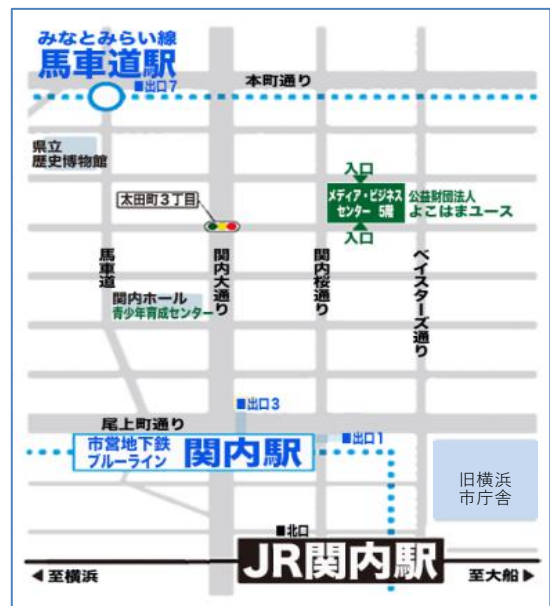 みなとみらい線
馬車道駅
■出口7
本町通り
県立
歴史博物館
太田町3丁目
入口
メディア・ビジネス
センター 5階
公益財団法人
よこはまユース
入口
馬車道
関内大通り
関内桜通り
ベイスターズ通り
関内ホール
青少年育成センター
■出口3
尾上町通り
市営地下鉄
ブルーライン
関内駅
■出口1
旧横浜
市庁舎
■北口
JR関内駅
◀至横浜
至大船▶